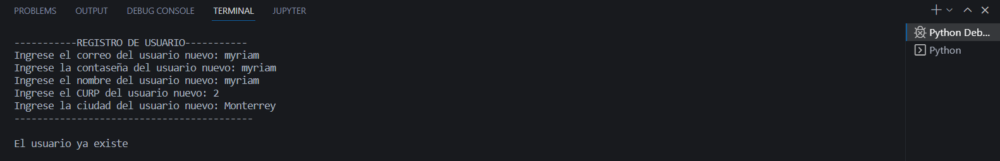 PROBLEMS OUTPUT DEBUG CONSOLE TERMINAL JUPYTER
Python Deb...
Python
-----------REGISTRO DE USUARIO-----------
Ingrese el correo del usuario nuevo: myriam
Ingrese la contaseña del usuario nuevo: myriam
Ingrese el nombre del usuario nuevo: myriam
Ingrese el CURP del usuario nuevo: 2
Ingrese la ciudad del usuario nuevo: Monterrey
------------------------------------------
El usuario ya existe